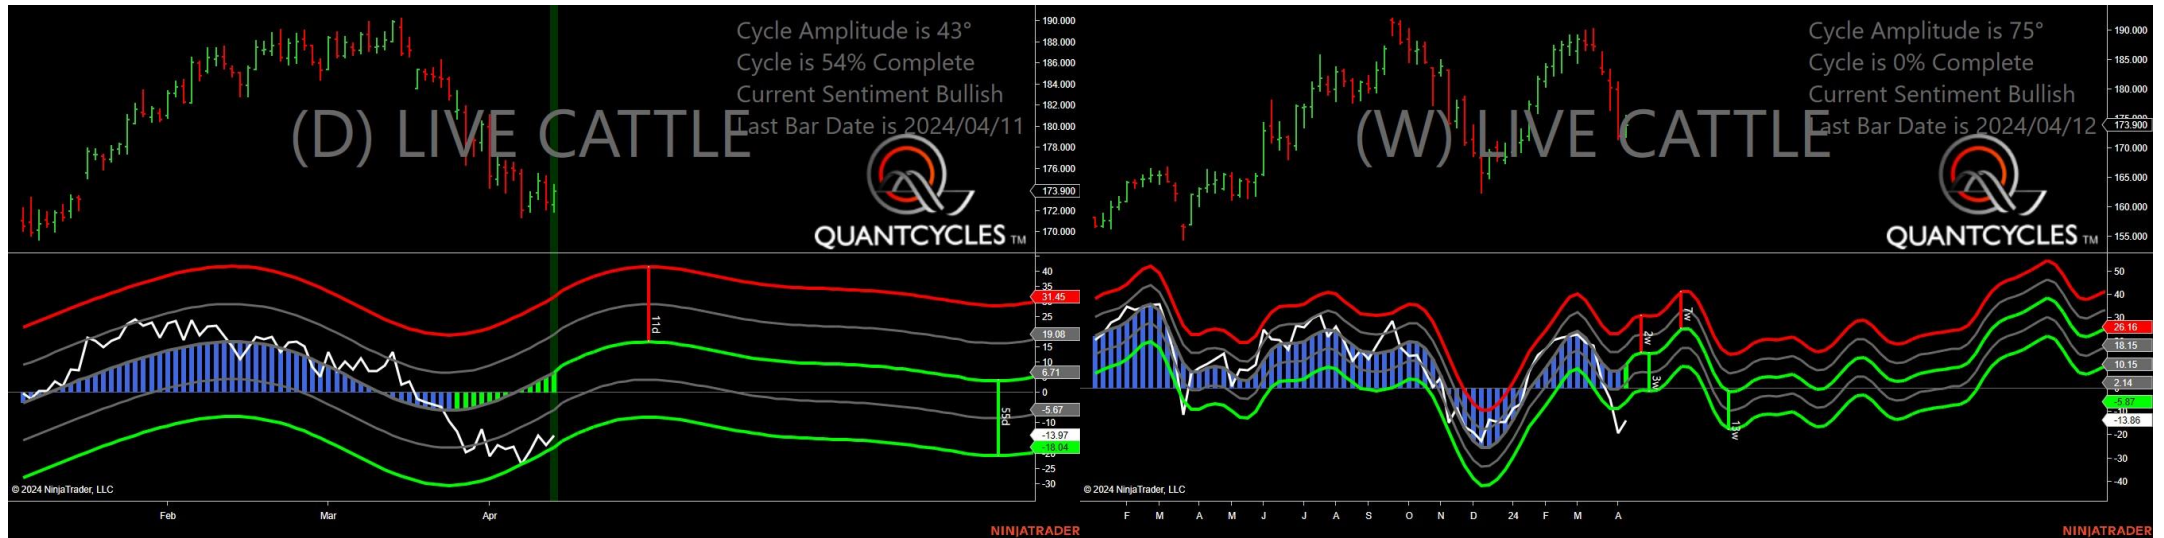 Cycle Amplitude is 43°
Cycle is 54% Complete
Current Sentiment Bullish
Last Bar Date is 2024/04/11
(D) LIVE CATTLE
QUANTCYCLES TM
190.000
188.000
186.000
184.000
182.000
180.000
178.000
176.000
173.900
172.000
170.000
40
35
31.45
25
19.08
15
10
6.71
0
-5.67
-10
-13.97
-18.04
-25
-30
11d
55d
© 2024 NinjaTrader, LLC
Feb
Mar
Apr
NINJATRADER
Cycle Amplitude is 75°
Cycle is 0% Complete
Current Sentiment Bullish
Last Bar Date is 2024/04/12
(W) LIVE CATTLE
QUANTCYCLES TM
190.000
185.000
180.000
173.900
170.000
165.000
160.000
155.000
50
40
30
26.16
18.15
10.15
2.14
-5.87
-13.86
-20
-30
-40
2w
3w
7w
13w
© 2024 NinjaTrader, LLC
F M A M J J A S O N D 24 F M A
NINJATRADER